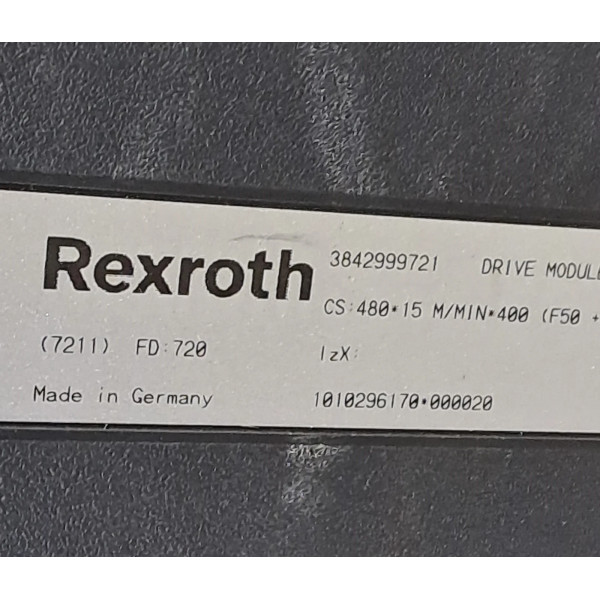 Rexroth 3842999721 DRIVE MODULE
CS:480*15 M/MIN*400 (F50 +
(7211) FD:720 IzX:
Made in Germany 1010296170*000020